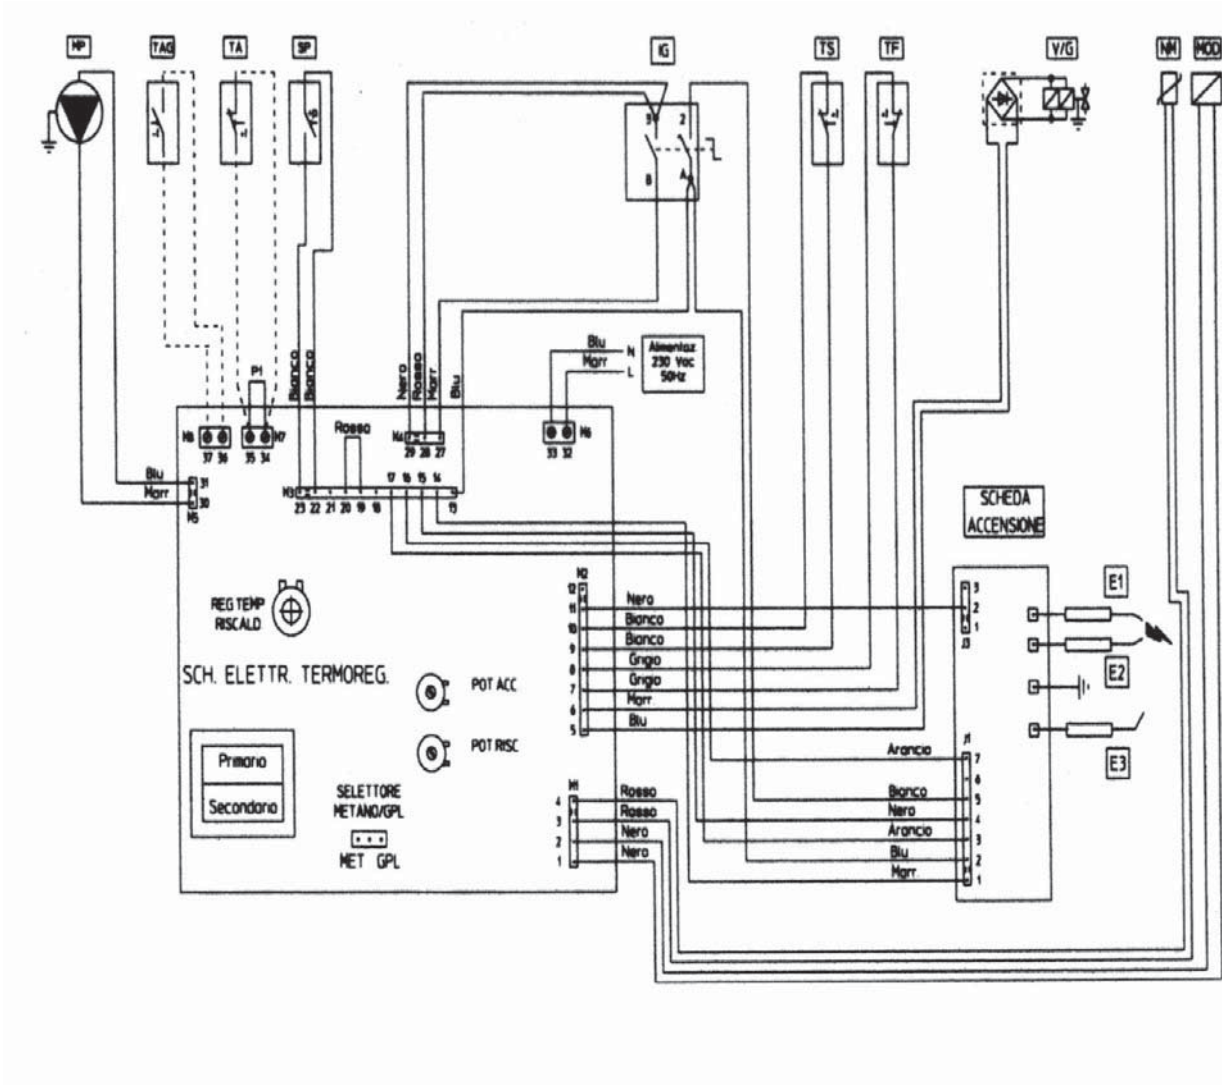 MP TAG TA SP IG TS TF V/G NM MOD
3 2
B A
Blu N
Marr L
Alimentaz
230 Vac
50Hz
P1
Bianco Bianco
Nero Rosso Marr Blu
M8 M7 Rosso M4 M6
37 36 35 34 29 28 27 33 32
Blu 31
Marr 30
M5
M3 17 16 15 14
23 22 21 20 19 18 13
SCHEDA
ACCENSIONE
REG TEMP
RISCALD
SCH. ELETTR. TERMOREG.
POT ACC
POT RISC
Primario
Secondario
SELETTORE
METANO/GPL
MET GPL
M2
12
11 Nero
10 Bianco
9 Bianco
8 Grigio
7 Grigio
6 Marr
5 Blu
M1
4 Rosso
3 Rosso
2 Nero
1 Nero
3
2
1
J3
E1
E2
E3
J1
Arancio 7
6
Bianco 5
Nero 4
Arancio 3
Blu 2
Marr 1